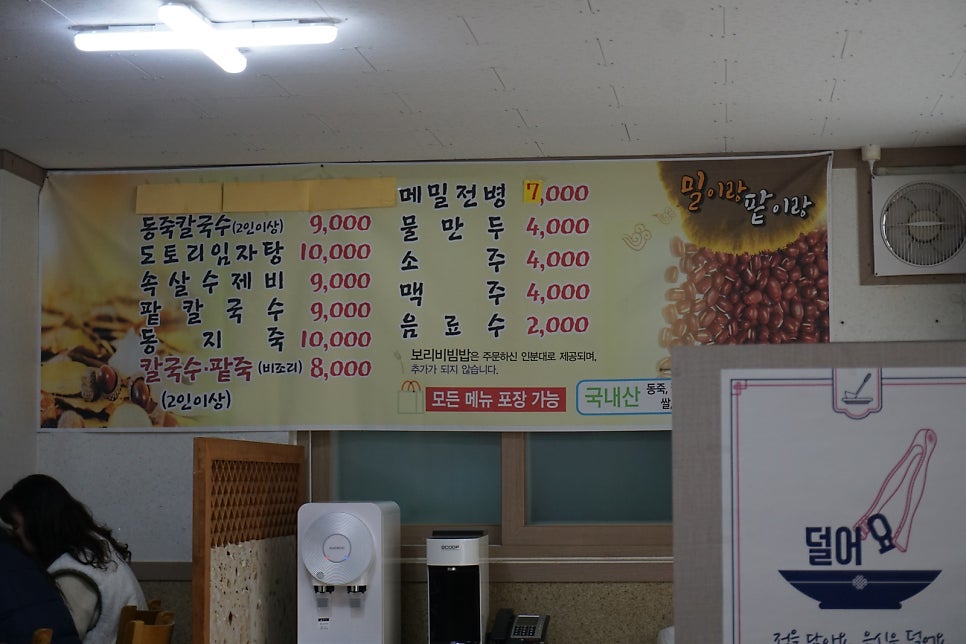 동죽칼국수(2인이상) 9,000
도토리임자탕 10,000
속살수제비 9,000
팥칼국수 9,000
동지죽 10,000
칼국수·팥죽(비조리) 8,000
(2인이상)
메밀전병 7,000
물만두 4,000
소주 4,000
맥주 4,000
음료수 2,000
보리비빔밥은 주문하신 인분대로 제공되며,
추가가 되지 않습니다.
모든 메뉴 포장 가능
국내산 동죽,
쌀,
밀이랑
팥이랑
덜어요